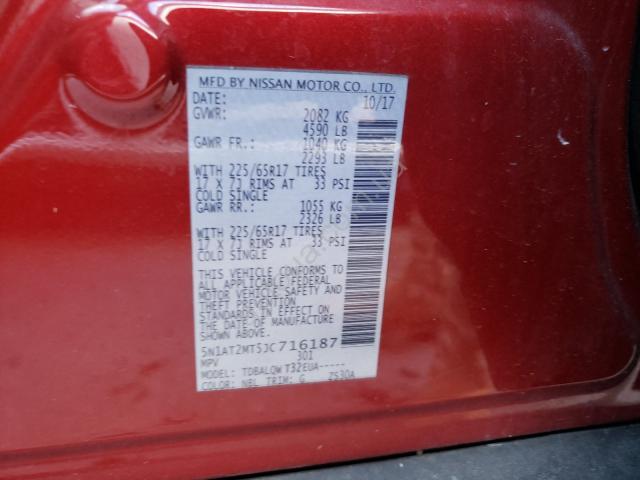 MFD BY NISSAN MOTOR CO., LTD.
DATE: 10/17
GVWR: 2082 KG
4590 LB
GAWR FR.: 1040 KG
2293 LB
WITH 225/65R17 TIRES
17 X 7J RIMS AT 33 PSI
COLD SINGLE
GAWR RR.: 1055 KG
2326 LB
WITH 225/65R17 TIRES
17 X 7J RIMS AT 33 PSI
COLD SINGLE
THIS VEHICLE CONFORMS TO
ALL APPLICABLE FEDERAL
MOTOR VEHICLE SAFETY AND
THEFT PREVENTION
STANDARDS IN EFFECT ON
THE DATE OF MANUFACTURE
SHOWN ABOVE.
5N1AT2MT5JC716187
MPV 301
MODEL: TDBALQW T32EUA-----
COLOR: NBL TRIM: G Z530A